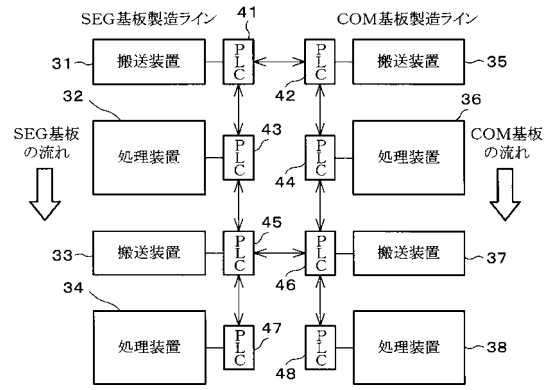 SEG基板製造ライン
COM基板製造ライン
41
31
搬送装置
PLC
PLC
搬送装置
35
42
32
36
SEG基板
の流れ
処理装置
PLC
43
PLC
44
処理装置
COM基板
の流れ
33
搬送装置
PLC
45
PLC
46
搬送装置
37
34
処理装置
PLC
47
PLC
48
処理装置
38